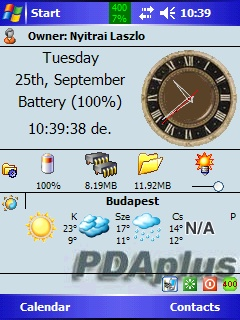 Start 400 7% 10:39
Owner: Nyitrai Laszlo
Tuesday
25th, September
Battery (100%)
10:39:38 de.
100% 8.19MB 11.92MB
Budapest
K 23° 9° Sze 17° 11° Cs 14° 12° P N/A
PDAplus
400
Calendar Contacts